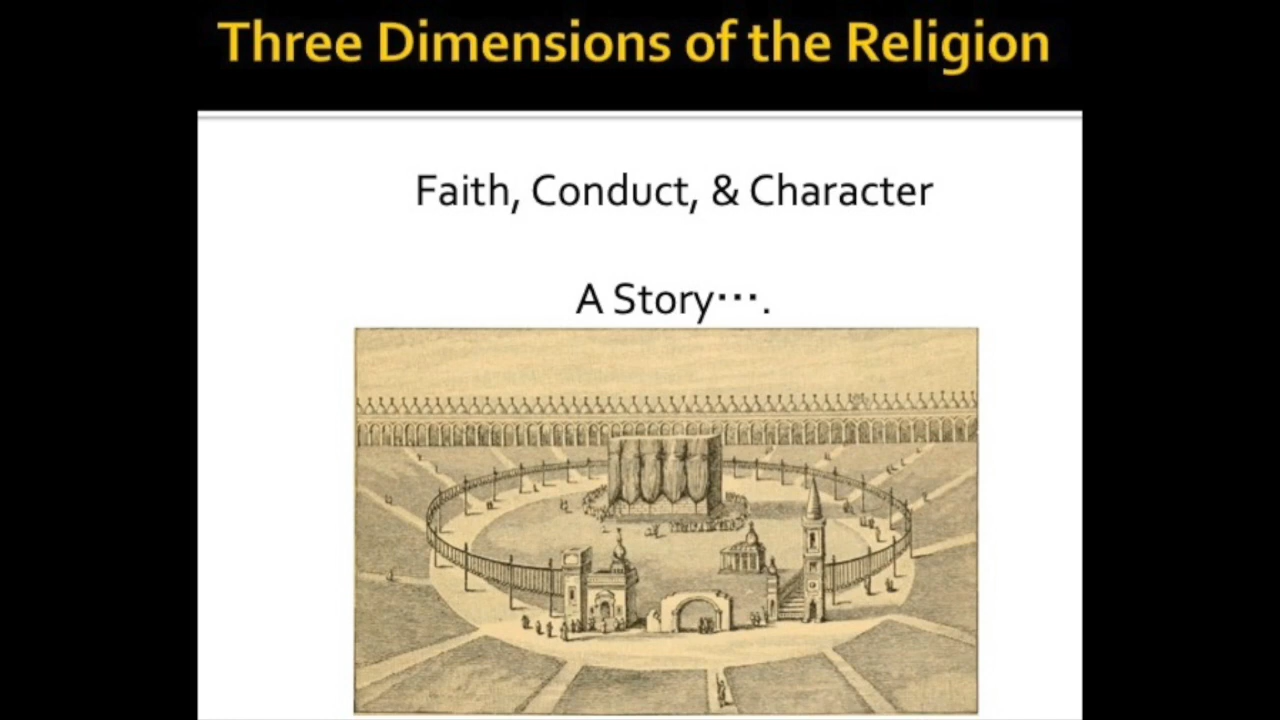 Three Dimensions of the Religion
Faith, Conduct, & Character
A Story….